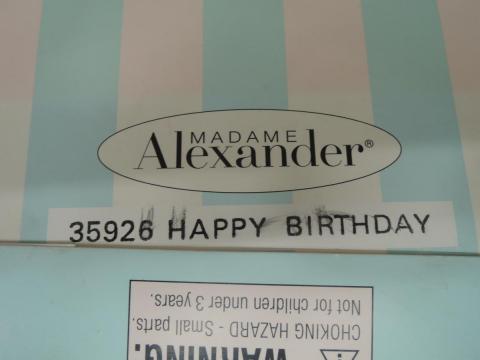 MADAME
Alexander®
35926 HAPPY BIRTHDAY
WARNING:
CHOKING HAZARD - Small parts.
Not for children under 3 years.